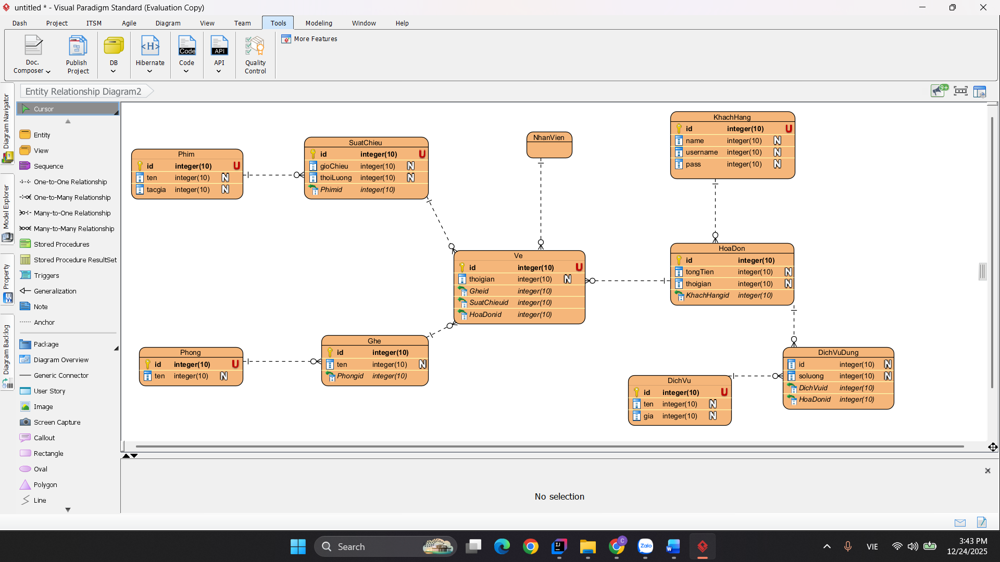 untitled * - Visual Paradigm Standard (Evaluation Copy)
Dash Project ITSM Agile Diagram View Team Tools Modeling Window Help
Doc. Composer
Publish Project
DB
Hibernate
Code
Code
API
API
Quality Control
More Features
Entity Relationship Diagram2
9+
Diagram Navigator
Model Explorer
Property
Diagram Backlog
Cursor
Entity
View
Sequence
One-to-One Relationship
One-to-Many Relationship
Many-to-One Relationship
Many-to-Many Relationship
Stored Procedures
Stored Procedure ResultSet
Triggers
Generalization
Note
Anchor
Package
Diagram Overview
Generic Connector
User Story
Image
Screen Capture
Callout
Rectangle
Oval
Polygon
Line
Phim
id integer(10) U
ten integer(10) N
tacgia integer(10) N
SuatChieu
id integer(10) U
gioChieu integer(10) N
thoiLuong integer(10) N
Phimid integer(10)
NhanVien
KhachHang
id integer(10) U
name integer(10) N
username integer(10) N
pass integer(10) N
Ve
id integer(10) U
thoigian integer(10) N
Gheid integer(10)
SuatChieuid integer(10)
HoaDonid integer(10)
HoaDon
id integer(10)
tongTien integer(10) N
thoigian integer(10) N
KhachHangid integer(10)
Phong
id integer(10) U
ten integer(10) N
Ghe
id integer(10)
ten integer(10) N
Phongid integer(10)
DichVu
id integer(10) U
ten integer(10) N
gia integer(10) N
DichVuDung
id integer(10) N
soluong integer(10) N
DichVuid integer(10)
HoaDonid integer(10)
No selection
Search
IJ
C
Zalo
W
VIE
3:43 PM
12/24/2025